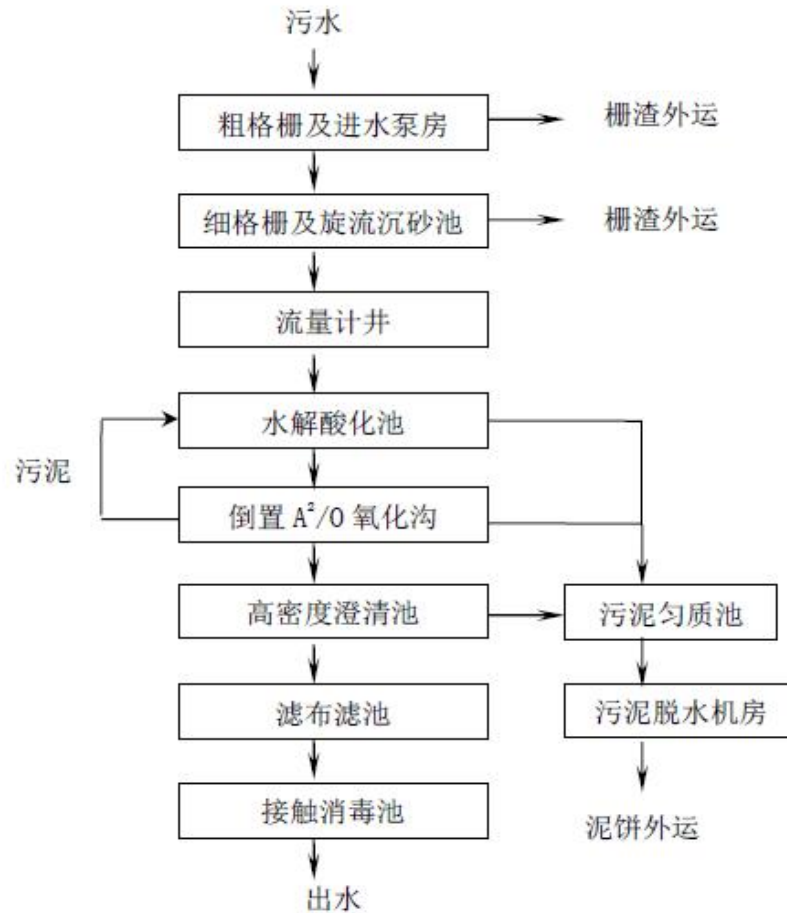 污水
粗格栅及进水泵房
栅渣外运
细格栅及旋流沉砂池
栅渣外运
流量计井
水解酸化池
污泥
倒置 A²/O 氧化沟
高密度澄清池
污泥匀质池
滤布滤池
污泥脱水机房
接触消毒池
泥饼外运
出水